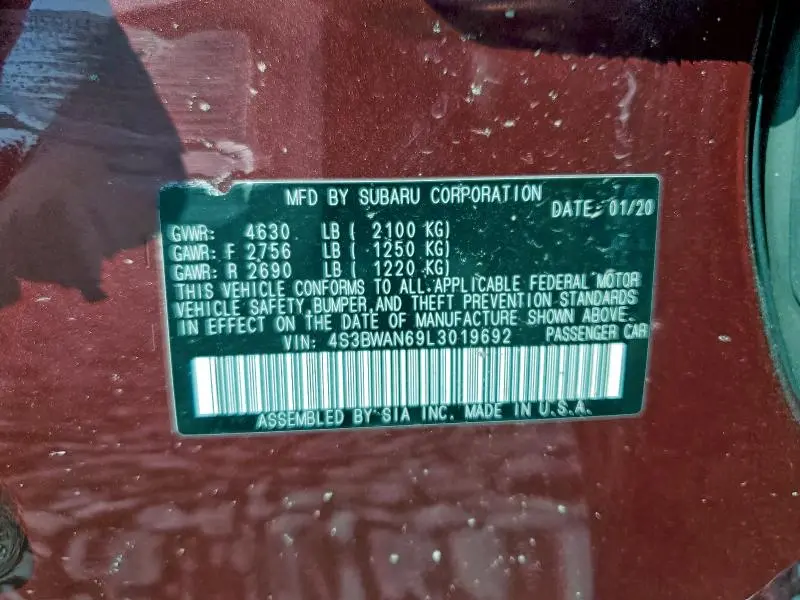 MFD BY SUBARU CORPORATION
DATE: 01/20
GVWR: 4630 LB ( 2100 KG)
GAWR: F 2756 LB ( 1250 KG)
GAWR: R 2690 LB ( 1220 KG)
THIS VEHICLE CONFORMS TO ALL APPLICABLE FEDERAL MOTOR
VEHICLE SAFETY, BUMPER, AND THEFT PREVENTION STANDARDS
IN EFFECT ON THE DATE OF MANUFACTURE SHOWN ABOVE.
VIN: 4S3BWAN69L3019692 PASSENGER CAR
ASSEMBLED BY SIA INC. MADE IN U.S.A.